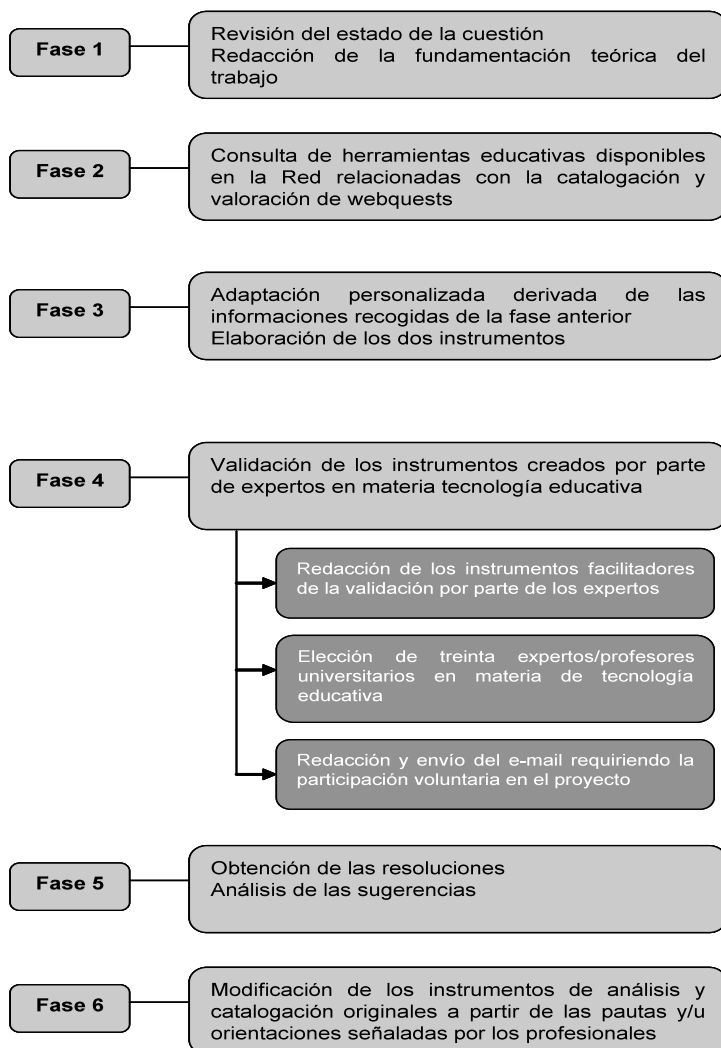 Fase 1
Revisión del estado de la cuestión
Redacción de la fundamentación teórica del
trabajo
Fase 2
Consulta de herramientas educativas disponibles
en la Red relacionadas con la catalogación y
valoración de webquests
Fase 3
Adaptación personalizada derivada de las
informaciones recogidas de la fase anterior
Elaboración de los dos instrumentos
Fase 4
Validación de los instrumentos creados por parte
de expertos en materia tecnología educativa
Redacción de los instrumentos facilitadores
de la validación por parte de los expertos
Elección de treinta expertos/profesores
universitarios en materia de tecnología
educativa
Redacción y envío del e-mail requiriendo la
participación voluntaria en el proyecto
Fase 5
Obtención de las resoluciones
Análisis de las sugerencias
Fase 6
Modificación de los instrumentos de análisis y
catalogación originales a partir de las pautas y/u
orientaciones señaladas por los profesionales